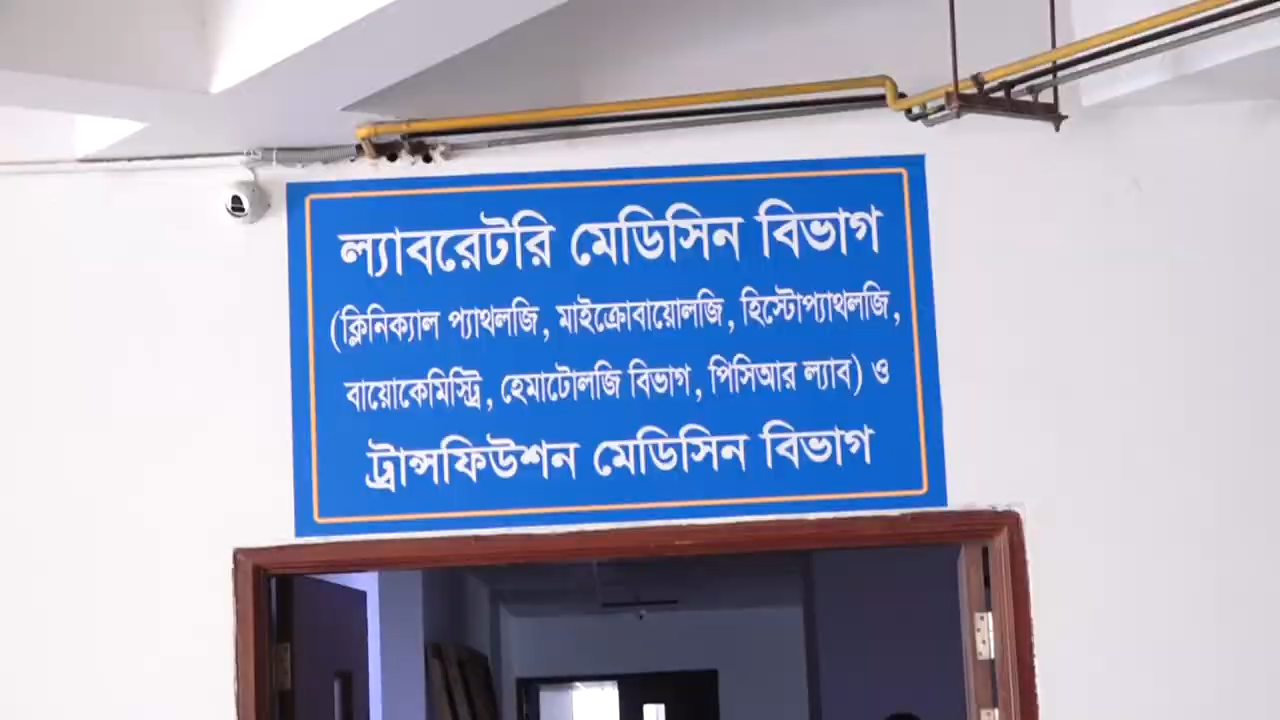 ল্যাবরেটরি মেডিসিন বিভাগ
(ক্লিনিক্যাল প্যাথলজি, মাইক্রোবায়োলজি, হিস্টোপ্যাথলজি,
বায়োকেমিস্ট্রি, হেমাটোলজি বিভাগ, পিসিআর ল্যাব) ও
ট্রান্সফিউশন মেডিসিন বিভাগ